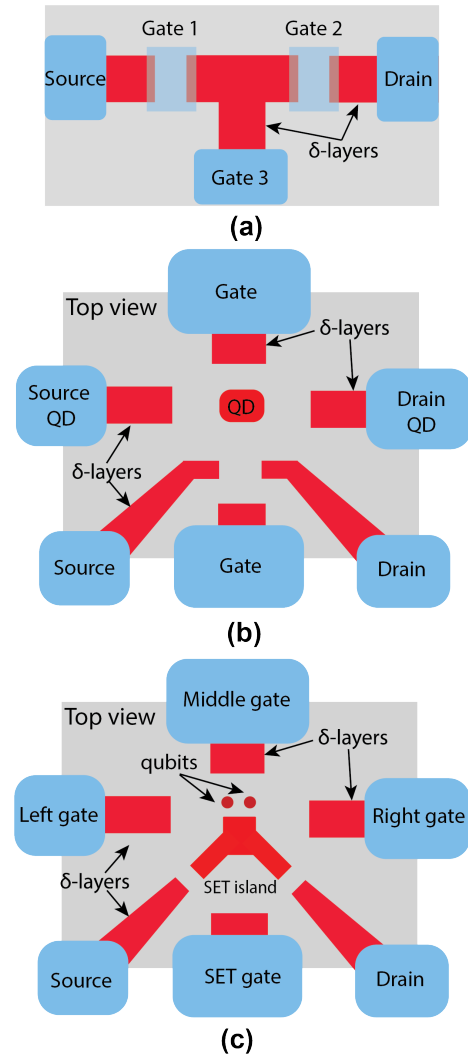 Gate 1
Gate 2
Source
Drain
δ-layers
Gate 3
(a)
Top view
Gate
δ-layers
Source
QD
QD
Drain
QD
δ-layers
Source
Gate
Drain
(b)
Top view
Middle gate
δ-layers
qubits
Left gate
Right gate
δ-layers
SET island
Source
SET gate
Drain
(c)